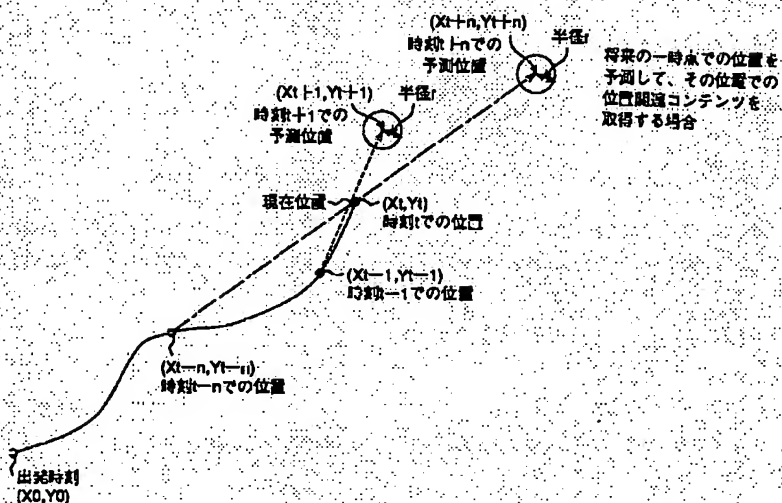 (Xt+n,Yt+n)
時刻t+nでの
予測位置
半径r
将来の一時点での位置を
予測して、その位置での
位置関連コンテンツを
取得する場合
(Xt+1,Yt+1)
時刻t+1での
予測位置
半径r
現在位置
(Xt,Yt)
時刻tでの位置
(Xt−1,Yt−1)
時刻t−1での位置
(Xt−n,Yt−n)
時刻t−nでの位置
出発時刻
(X0,Y0)